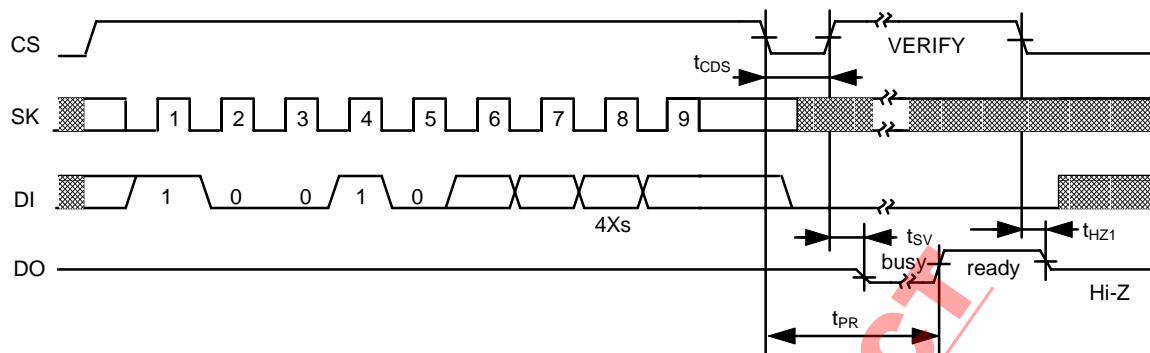 CS
VERIFY
tCDS
SK
1 2 3 4 5 6 7 8 9
DI
1 0 0 1 0
4Xs
tSV
tHZ1
DO
busy
ready
Hi-Z
tPR